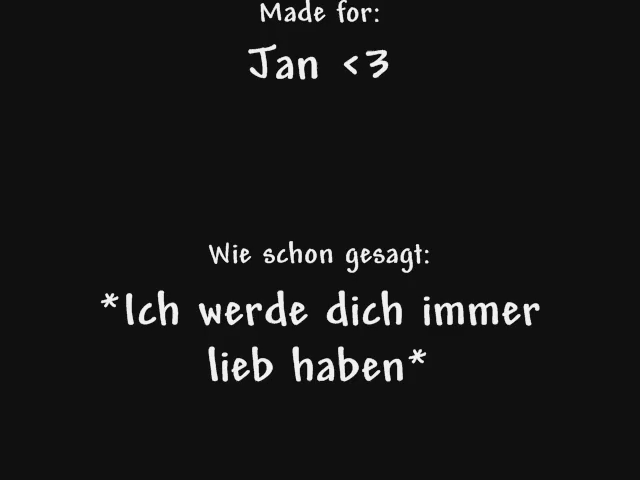 Made for:
Jan <3
Wie schon gesagt:
*Ich werde dich immer
lieb haben*